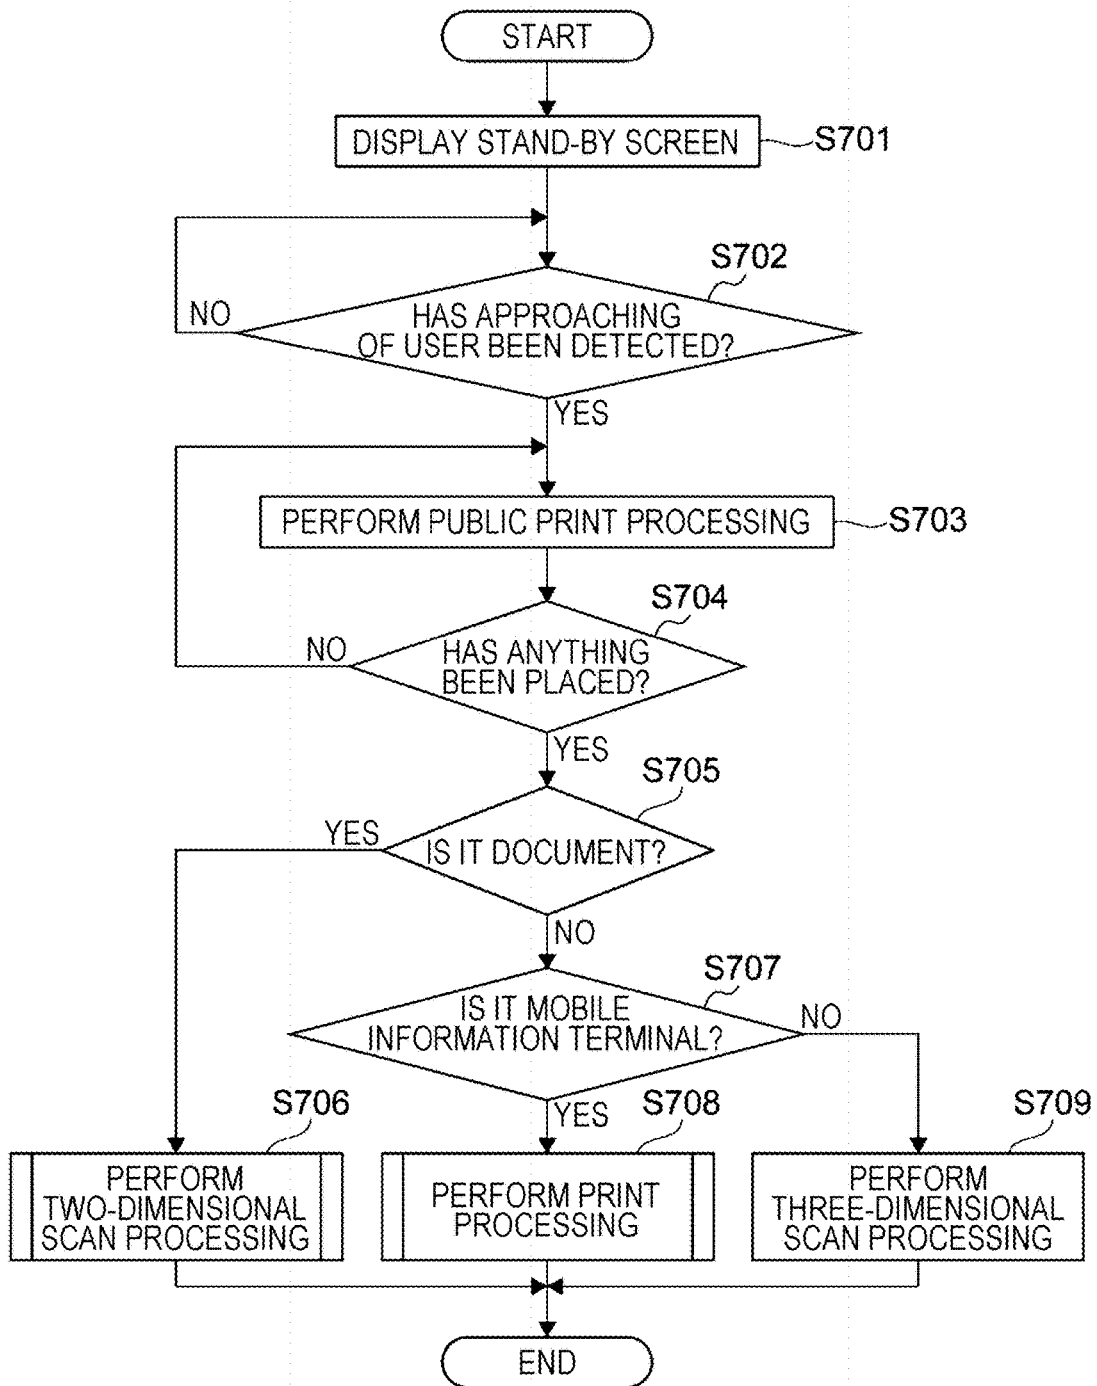 START
DISPLAY STAND-BY SCREEN
S701
S702
NO
HAS APPROACHING
OF USER BEEN DETECTED?
YES
PERFORM PUBLIC PRINT PROCESSING
S703
S704
NO
HAS ANYTHING
BEEN PLACED?
YES
S705
YES
IS IT DOCUMENT?
NO
S707
IS IT MOBILE
INFORMATION TERMINAL?
NO
YES
S706
PERFORM
TWO-DIMENSIONAL
SCAN PROCESSING
S708
PERFORM PRINT
PROCESSING
S709
PERFORM
THREE-DIMENSIONAL
SCAN PROCESSING
END